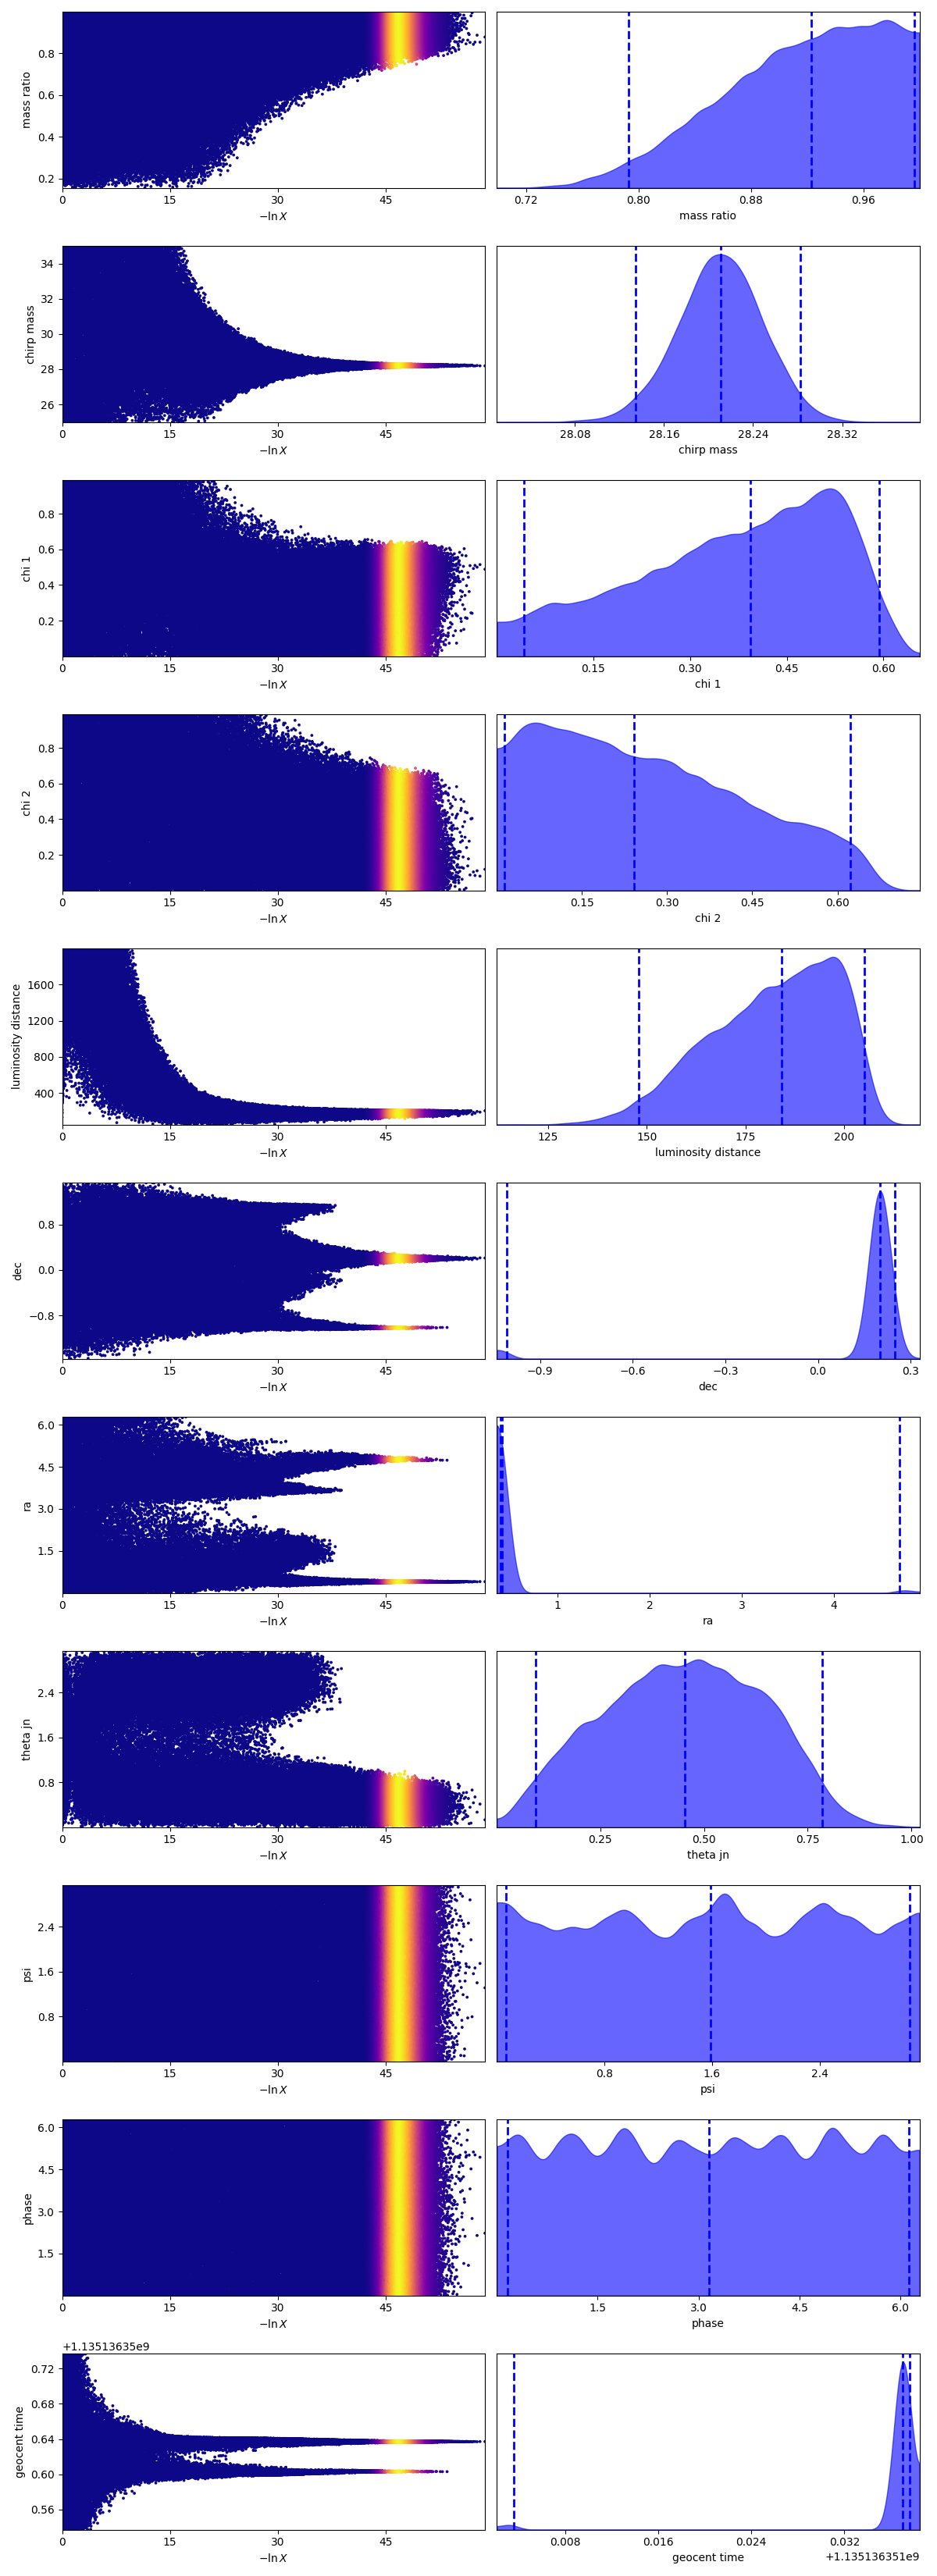 0.8
0.6
0.4
0.2
mass ratio
0 15 30 45
−ln X
0.72 0.80 0.88 0.96
mass ratio
34
32
30
28
26
chirp mass
0 15 30 45
−ln X
28.08 28.16 28.24 28.32
chirp mass
0.8
0.6
0.4
0.2
chi 1
0 15 30 45
−ln X
0.15 0.30 0.45 0.60
chi 1
0.8
0.6
0.4
0.2
chi 2
0 15 30 45
−ln X
0.15 0.30 0.45 0.60
chi 2
1600
1200
800
400
luminosity distance
0 15 30 45
−ln X
125 150 175 200
luminosity distance
0.8
0.0
−0.8
dec
0 15 30 45
−ln X
−0.9 −0.6 −0.3 0.0 0.3
dec
6.0
4.5
3.0
1.5
ra
0 15 30 45
−ln X
1 2 3 4
ra
2.4
1.6
0.8
theta jn
0 15 30 45
−ln X
0.25 0.50 0.75 1.00
theta jn
2.4
1.6
0.8
psi
0 15 30 45
−ln X
0.8 1.6 2.4
psi
6.0
4.5
3.0
1.5
phase
0 15 30 45
−ln X
1.5 3.0 4.5 6.0
phase
+1.13513635e9
0.72
0.68
0.64
0.60
0.56
geocent time
0 15 30 45
−ln X
0.008 0.016 0.024 0.032
geocent time
+1.135136351e9